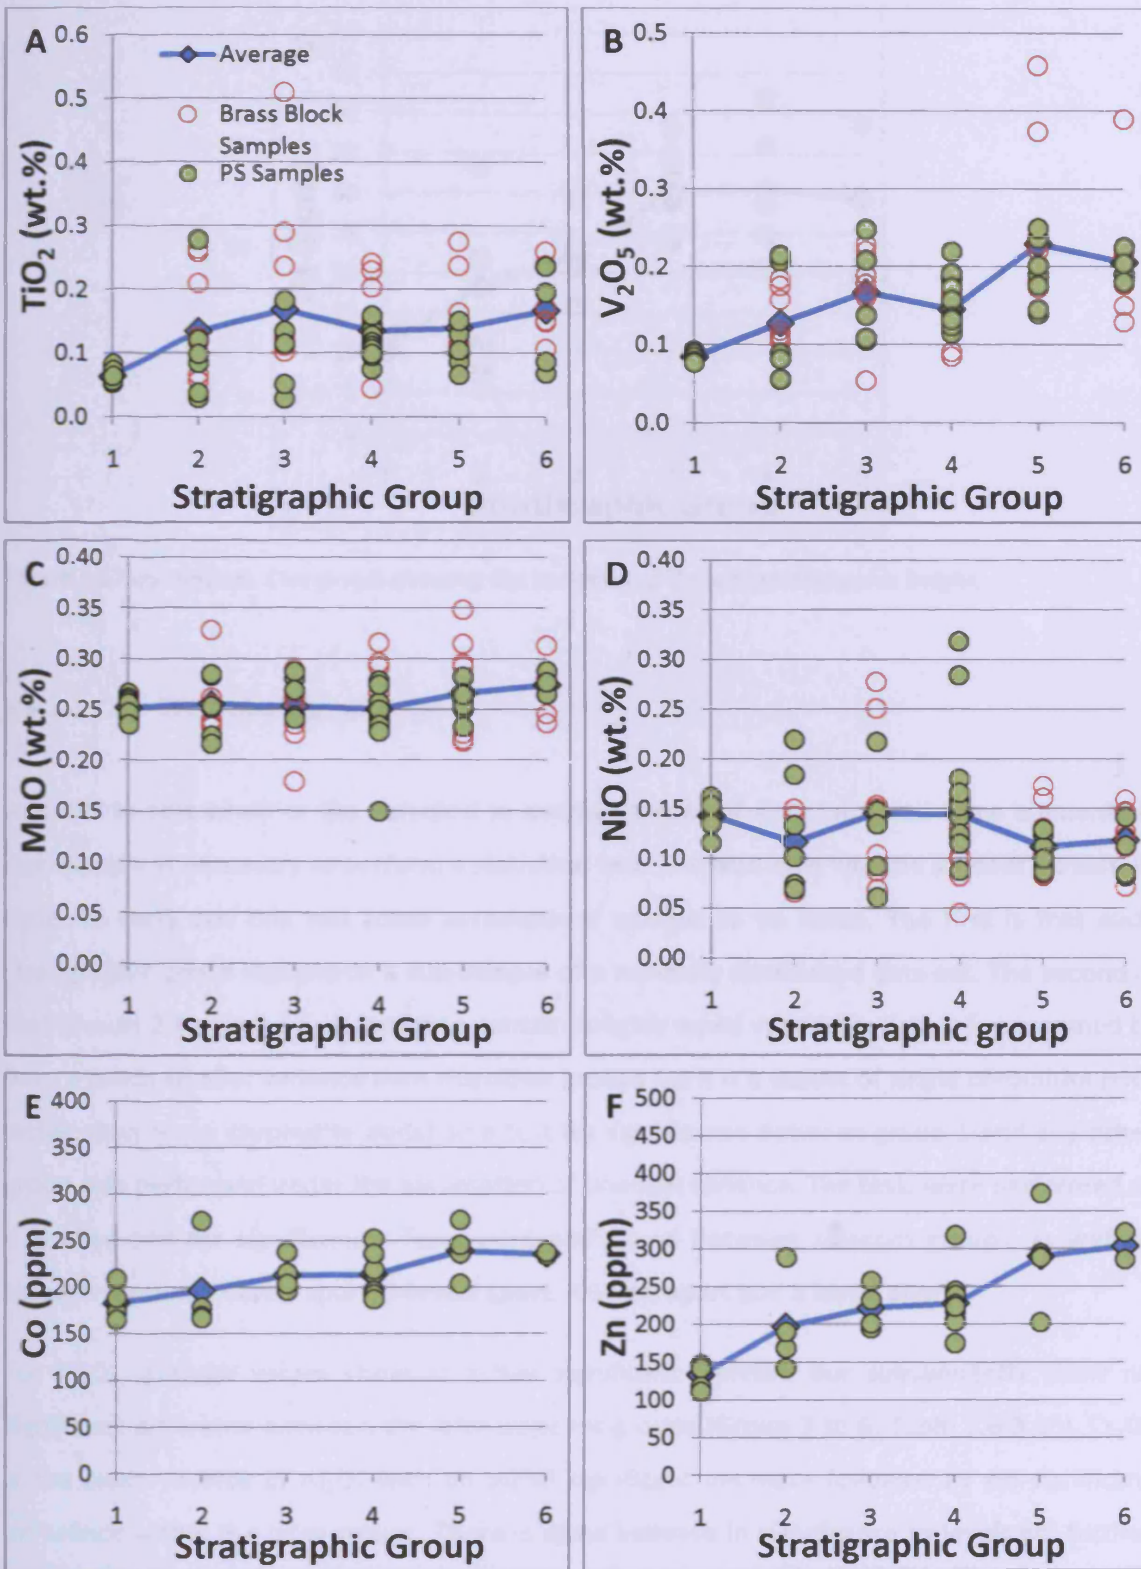 A
TiO₂ (wt.%)
0.6
0.5
0.4
0.3
0.2
0.1
0.0
Average
Brass Block
Samples
PS Samples
1 2 3 4 5 6
Stratigraphic Group
B
V₂O₅ (wt.%)
0.5
0.4
0.3
0.2
0.1
0.0
1 2 3 4 5 6
Stratigraphic Group
C
MnO (wt.%)
0.40
0.35
0.30
0.25
0.20
0.15
0.10
0.05
0.00
1 2 3 4 5 6
Stratigraphic Group
D
NiO (wt.%)
0.40
0.35
0.30
0.25
0.20
0.15
0.10
0.05
0.00
1 2 3 4 5 6
Stratigraphic group
E
Co (ppm)
400
350
300
250
200
150
100
50
0
1 2 3 4 5 6
Stratigraphic Group
F
Zn (ppm)
500
450
400
350
300
250
200
150
100
50
0
1 2 3 4 5 6
Stratigraphic Group